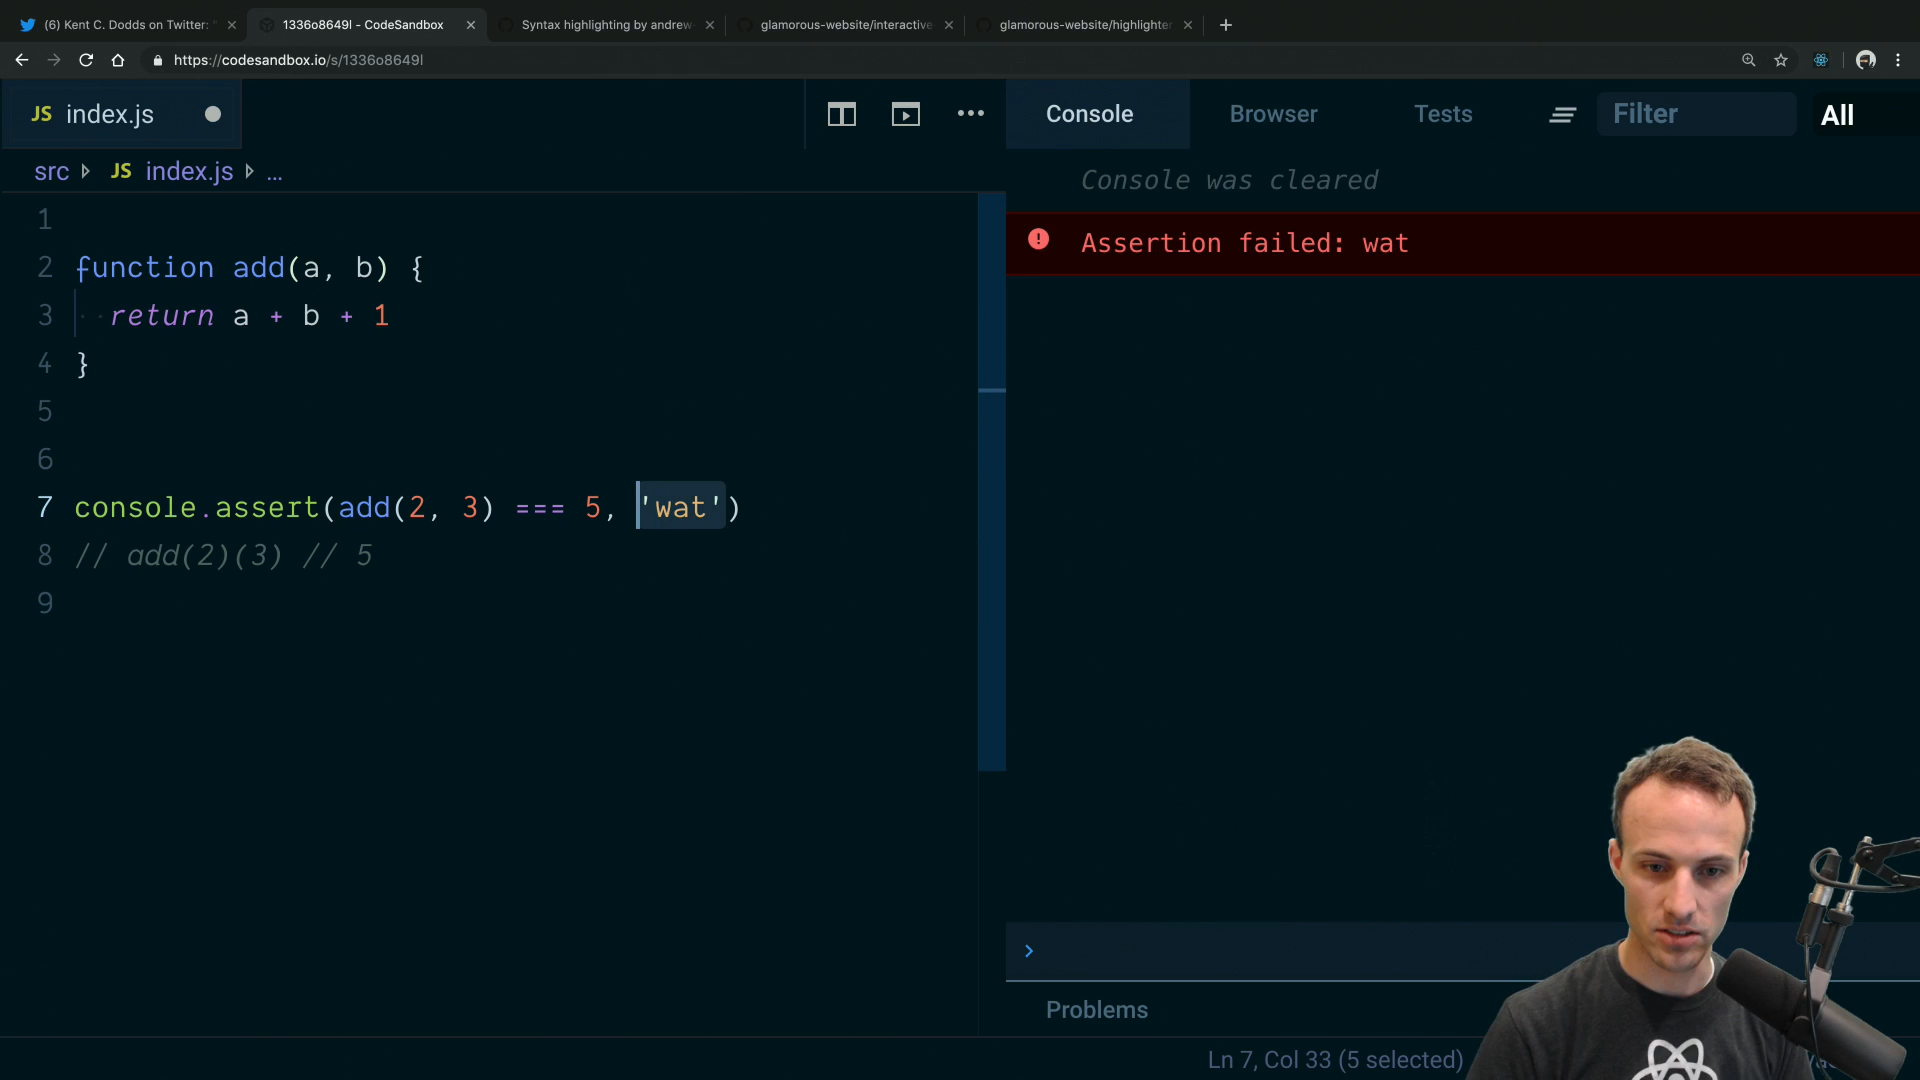 (6) Kent C. Dodds on Twitter: "
1336o8649l - CodeSandbox
Syntax highlighting by andrew-
glamorous-website/interactive
glamorous-website/highlighter
https://codesandbox.io/s/1336o8649l
JS index.js
Console
Browser
Tests
Filter
All
src JS index.js ...
Console was cleared
Assertion failed: wat
1
2 function add(a, b) {
3 return a + b + 1
4 }
5
6
7 console.assert(add(2, 3) === 5, 'wat')
8 // add(2)(3) // 5
9
Problems
Ln 7, Col 33 (5 selected)